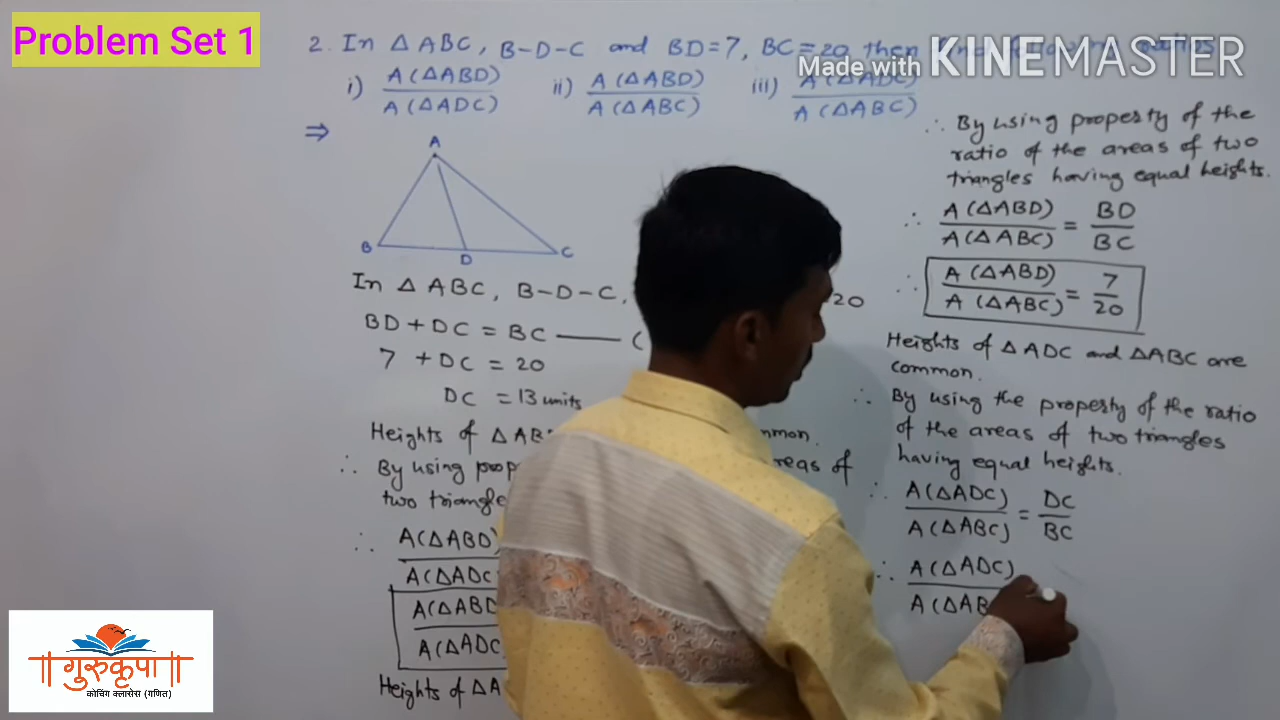 Problem Set 1
Made with KINEMASTER
2. In △ ABC, B-D-C and BD=7, BC=20 then
i) A(△ABD) / A(△ADC) ii) A(△ABD) / A(△ABC) iii) A(△ADC) / A(△ABC)
⇒
A
B D C
In △ ABC, B-D-C, 20
BD + DC = BC —— (
7 + DC = 20
DC = 13 units
Heights of △ AB mmon.
∴ By using prop reas of
two triangle
∴ A(△ABD)
A(△ADC
A(△ABD
A(△ADC
Heights of △A
∴ By using property of the
ratio of the areas of two
triangles having equal heights.
∴ A(△ABD) / A(△ABC) = BD / BC
∴ A(△ABD) / A(△ABC) = 7 / 20
Heights of △ADC and △ABC are
common.
∴ By using the property of the ratio
of the areas of two triangles
having equal heights.
∴ A(△ADC) / A(△ABC) = DC / BC
∴ A(△ADC)
A(△AB
॥ गुरुकृपा ॥
कोचिंग क्लासेस (गणित)